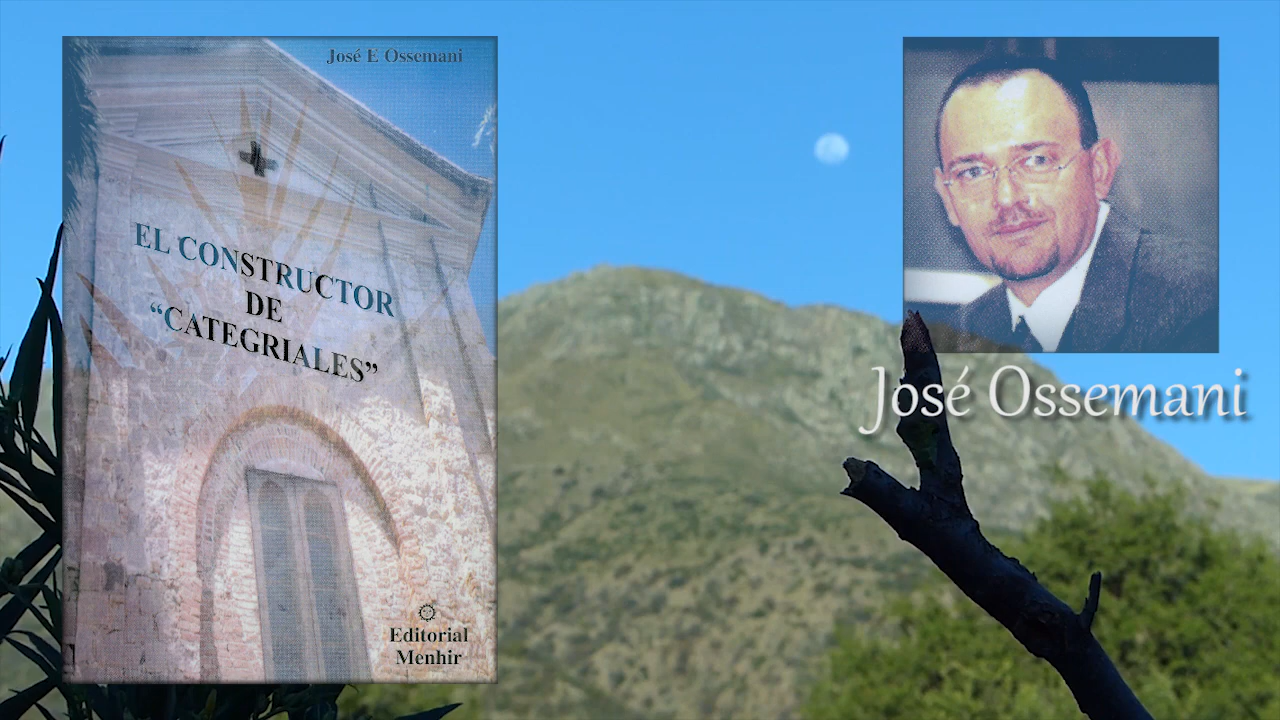 José E Ossemani
EL CONSTRUCTOR
DE
“CATEGRIALES”
Editorial
Menhir
José Ossemani